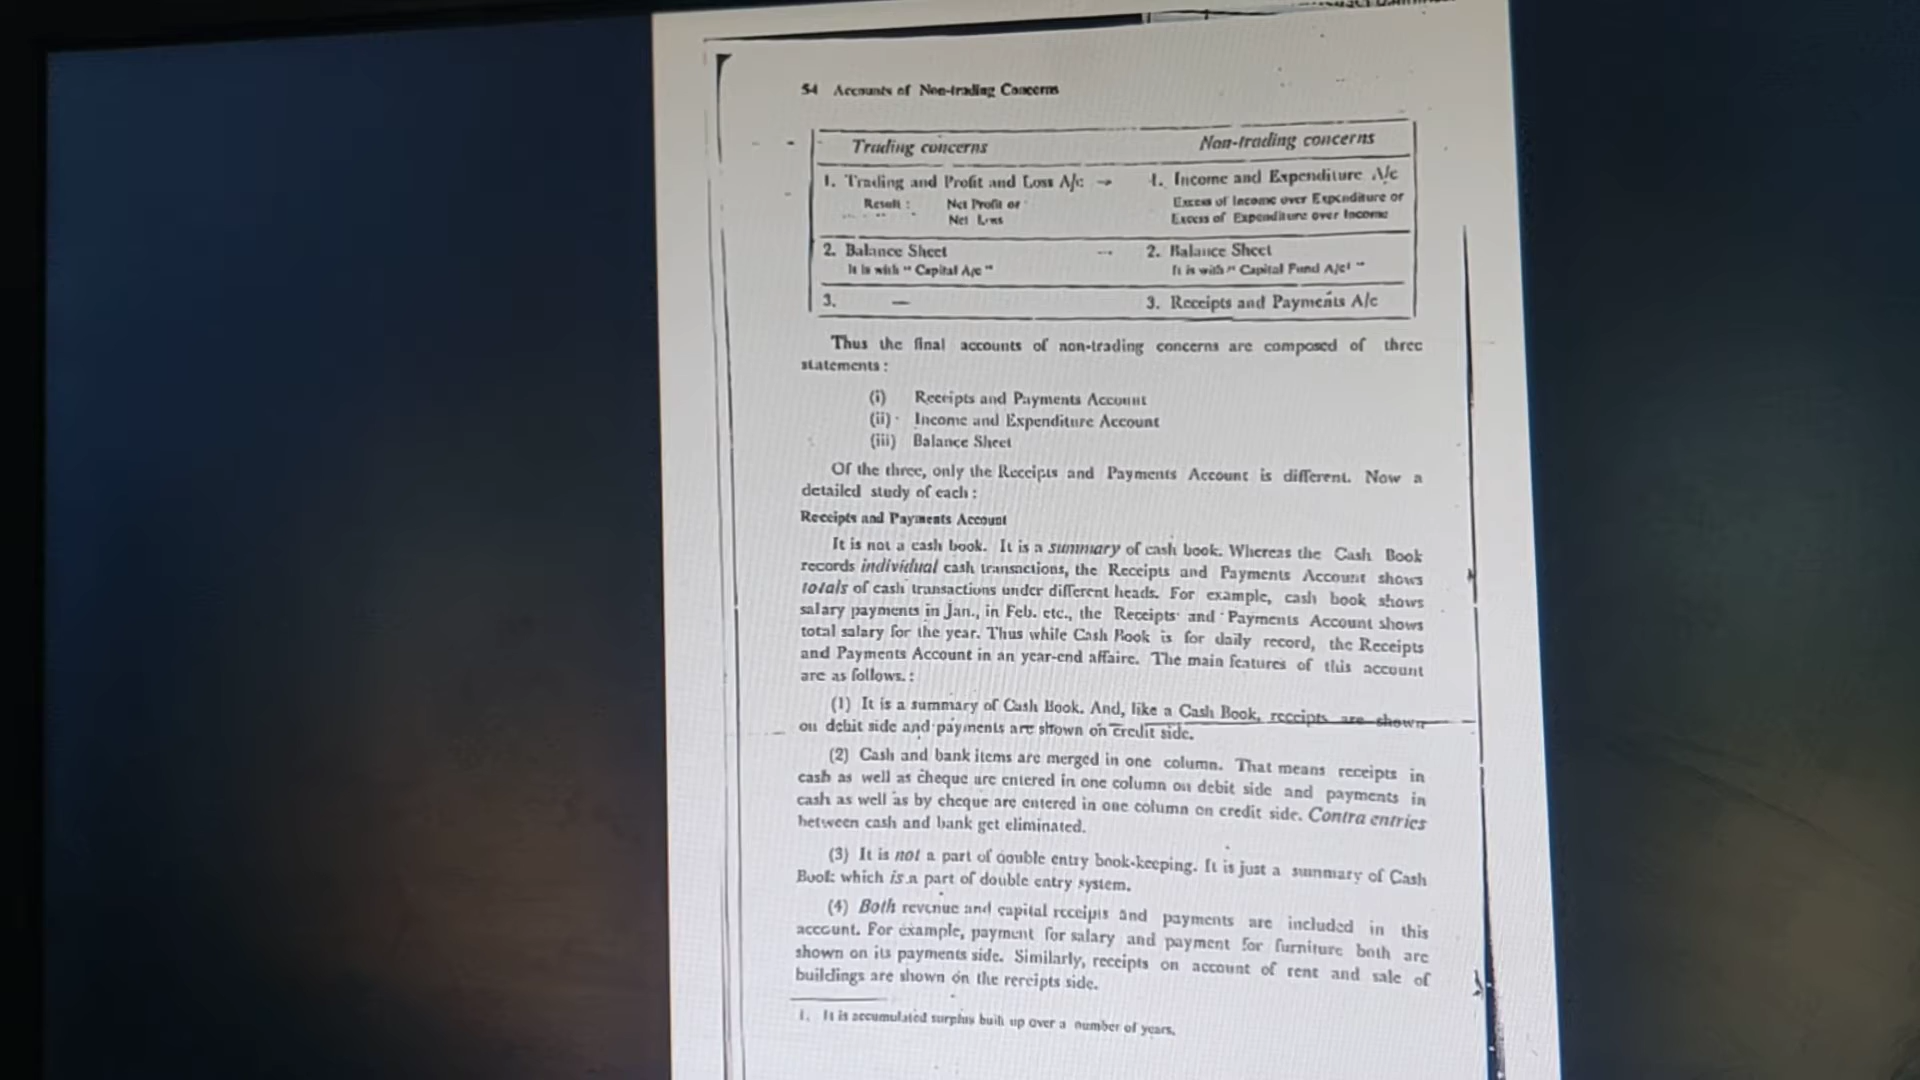 54 Accounts of Non-trading Concerns
Trading concerns Non-trading concerns
1. Trading and Profit and Loss A/c → 1. Income and Expenditure A/c
Result : Net Profit or Excess of Income over Expenditure or
Net Loss Excess of Expenditure over Income
2. Balance Sheet 2. Balance Sheet
It is with " Capital A/c " It is with " Capital Fund A/c¹ "
3. — 3. Receipts and Payments A/c
Thus the final accounts of non-trading concerns are composed of three
statements :
(i) Receipts and Payments Account
(ii) Income and Expenditure Account
(iii) Balance Sheet
Of the three, only the Receipts and Payments Account is different. Now a
detailed study of each :
Receipts and Payments Account
It is not a cash book. It is a summary of cash book. Whereas the Cash Book
records individual cash transactions, the Receipts and Payments Account shows
totals of cash transactions under different heads. For example, cash book shows
salary payments in Jan., in Feb. etc., the Receipts and Payments Account shows
total salary for the year. Thus while Cash Book is for daily record, the Receipts
and Payments Account in an year-end affaire. The main features of this account
are as follows. :
(1) It is a summary of Cash Book. And, like a Cash Book, receipts are shown
on debit side and payments are shown on credit side.
(2) Cash and bank items are merged in one column. That means receipts in
cash as well as cheque are entered in one column on debit side and payments in
cash as well as by cheque are entered in one column on credit side. Contra entries
between cash and bank get eliminated.
(3) It is not a part of double entry book-keeping. It is just a summary of Cash
Book which is a part of double entry system.
(4) Both revenue and capital receipts and payments are included in this
account. For example, payment for salary and payment for furniture both are
shown on its payments side. Similarly, receipts on account of rent and sale of
buildings are shown on the receipts side.
1. It is accumulated surplus built up over a number of years.